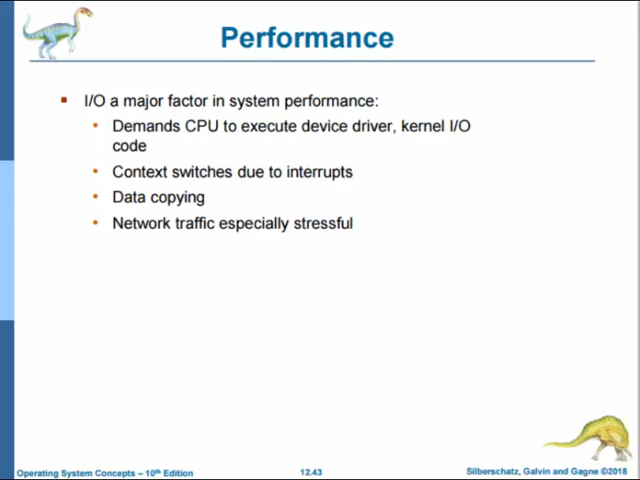 Performance
▪ I/O a major factor in system performance:
• Demands CPU to execute device driver, kernel I/O
code
• Context switches due to interrupts
• Data copying
• Network traffic especially stressful
Operating System Concepts – 10th Edition
12.43
Silberschatz, Galvin and Gagne ©2018